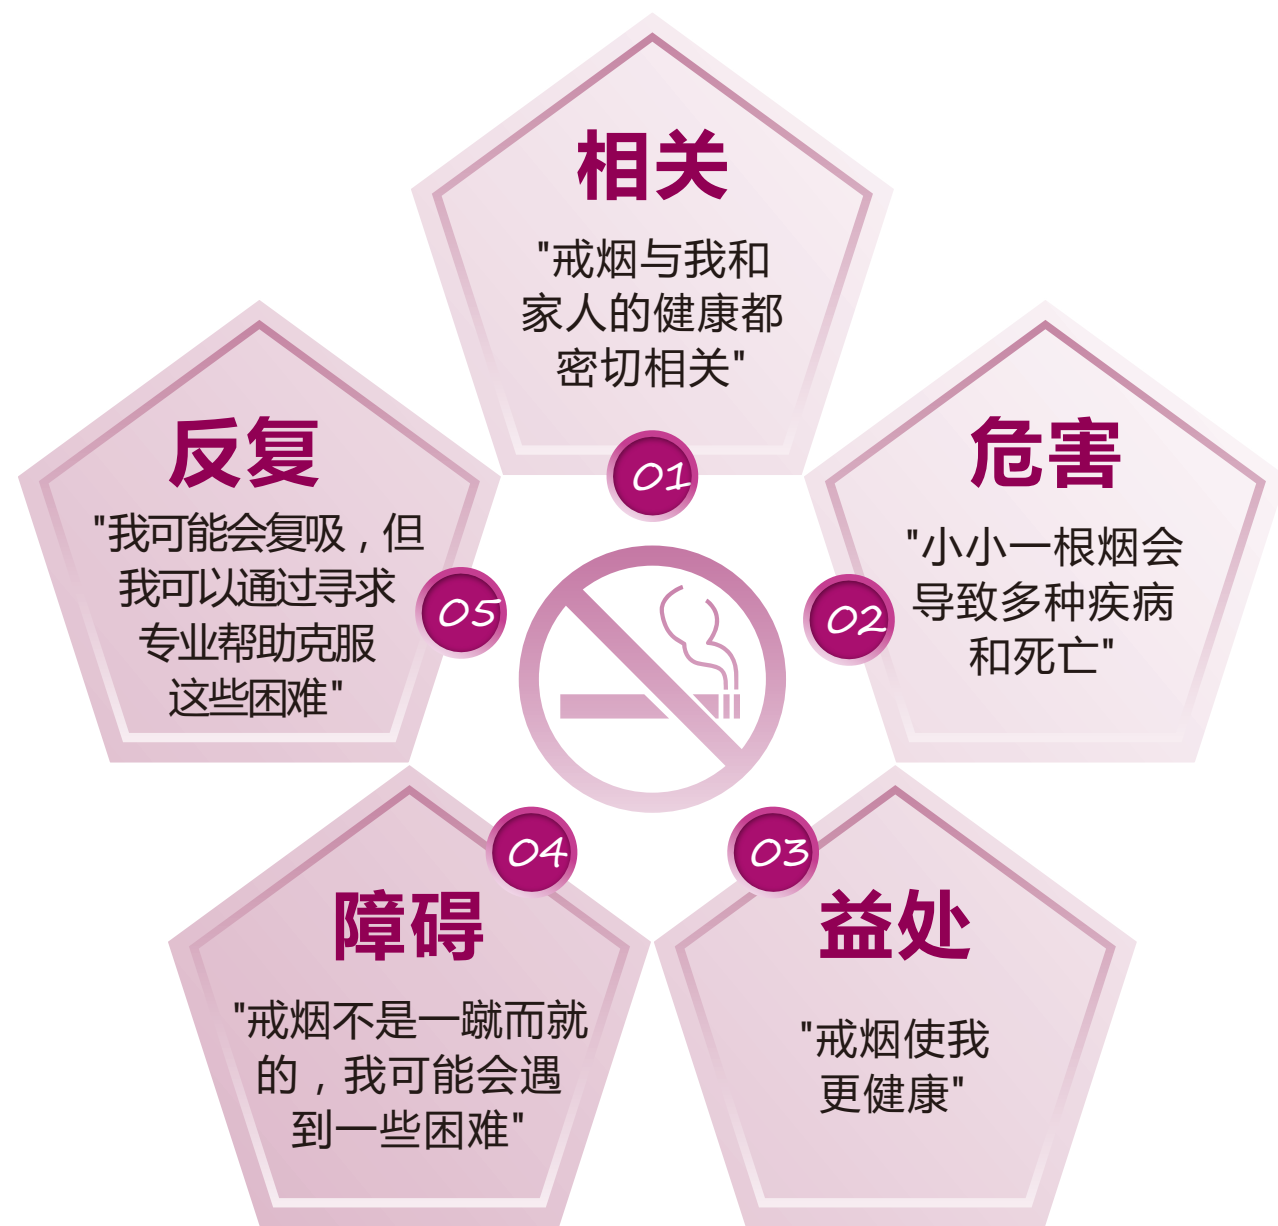 相关
"戒烟与我和
家人的健康都
密切相关"
01
危害
"小小一根烟会
导致多种疾病
和死亡"
02
03
益处
"戒烟使我
更健康"
04
障碍
"戒烟不是一蹴而就
的，我可能会遇
到一些困难"
反复
"我可能会复吸，但
我可以通过寻求
专业帮助克服
这些困难"
05